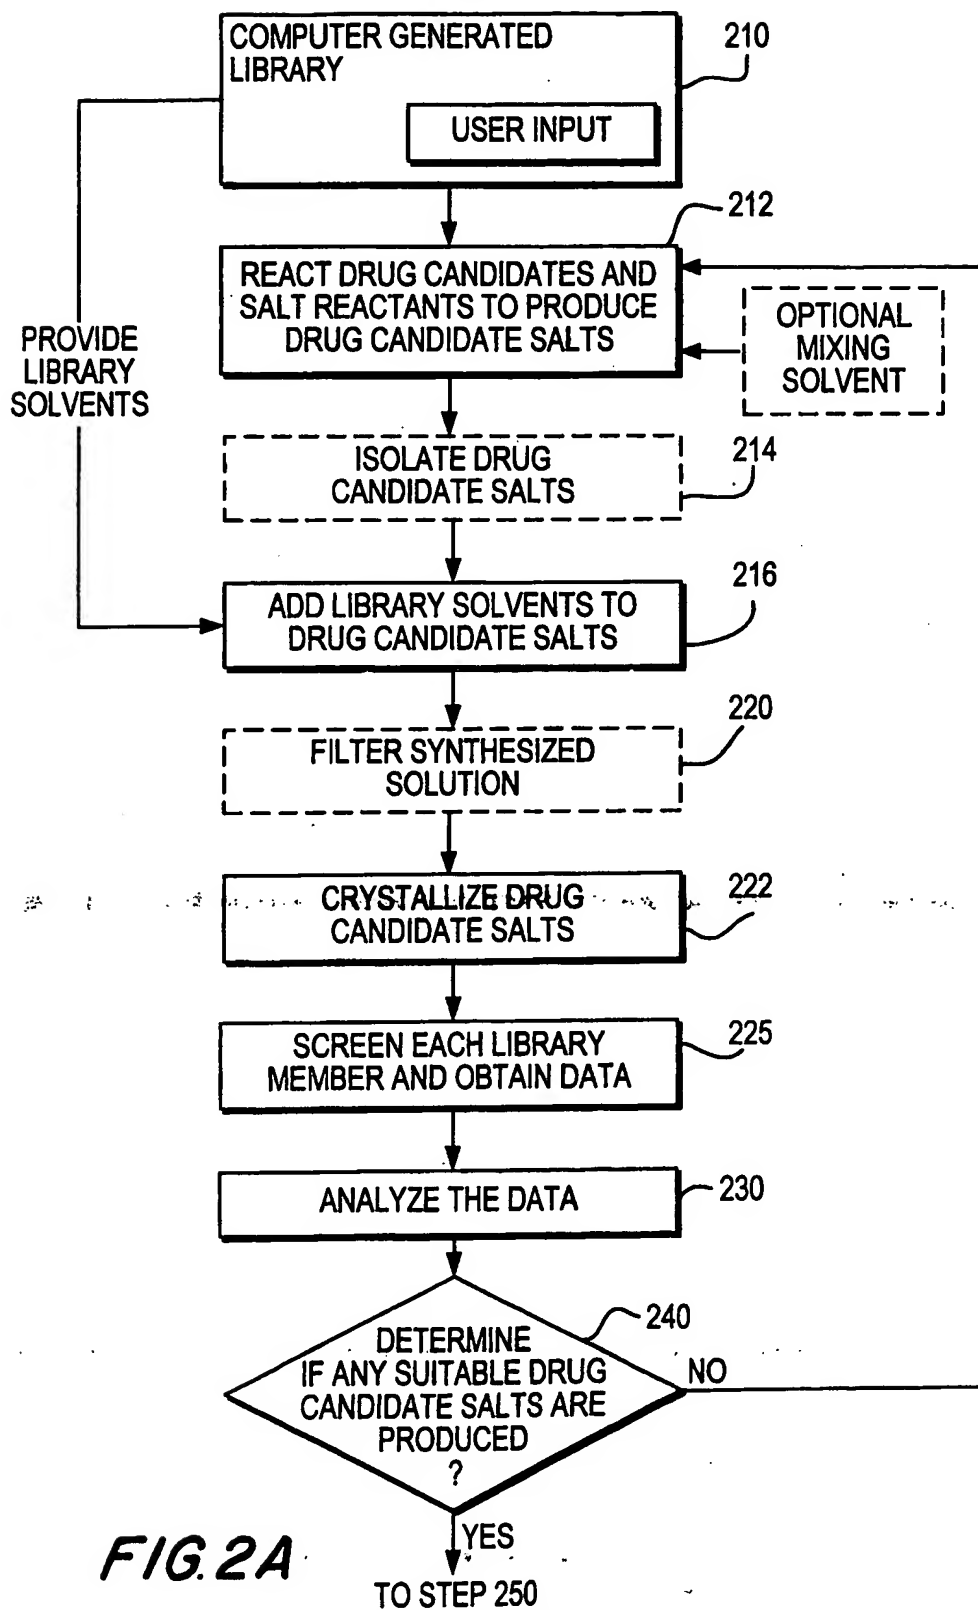 COMPUTER GENERATED
LIBRARY
210
USER INPUT
212
REACT DRUG CANDIDATES AND
SALT REACTANTS TO PRODUCE
DRUG CANDIDATE SALTS
OPTIONAL
MIXING
SOLVENT
PROVIDE
LIBRARY
SOLVENTS
ISOLATE DRUG
CANDIDATE SALTS
214
ADD LIBRARY SOLVENTS TO
DRUG CANDIDATE SALTS
216
FILTER SYNTHESIZED
SOLUTION
220
CRYSTALLIZE DRUG
CANDIDATE SALTS
222
SCREEN EACH LIBRARY
MEMBER AND OBTAIN DATA
225
ANALYZE THE DATA
230
DETERMINE
IF ANY SUITABLE DRUG
CANDIDATE SALTS ARE
PRODUCED
?
240
NO
YES
TO STEP 250
FIG.2A